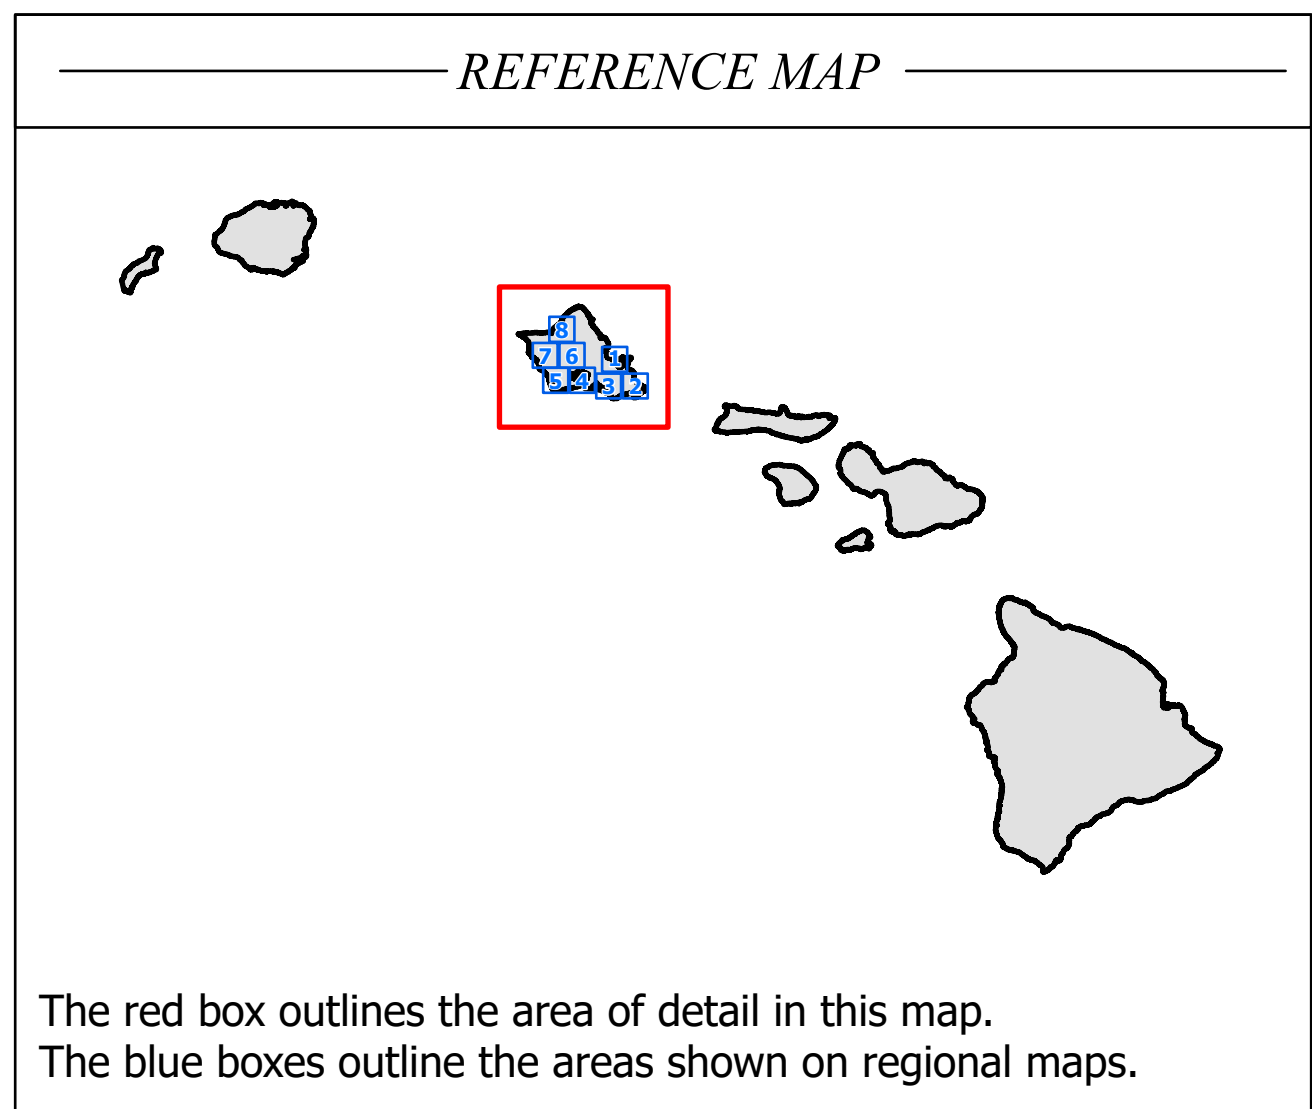 REFERENCE MAP
8
7 6 1
5 4 3 2
The red box outlines the area of detail in this map.
The blue boxes outline the areas shown on regional maps.